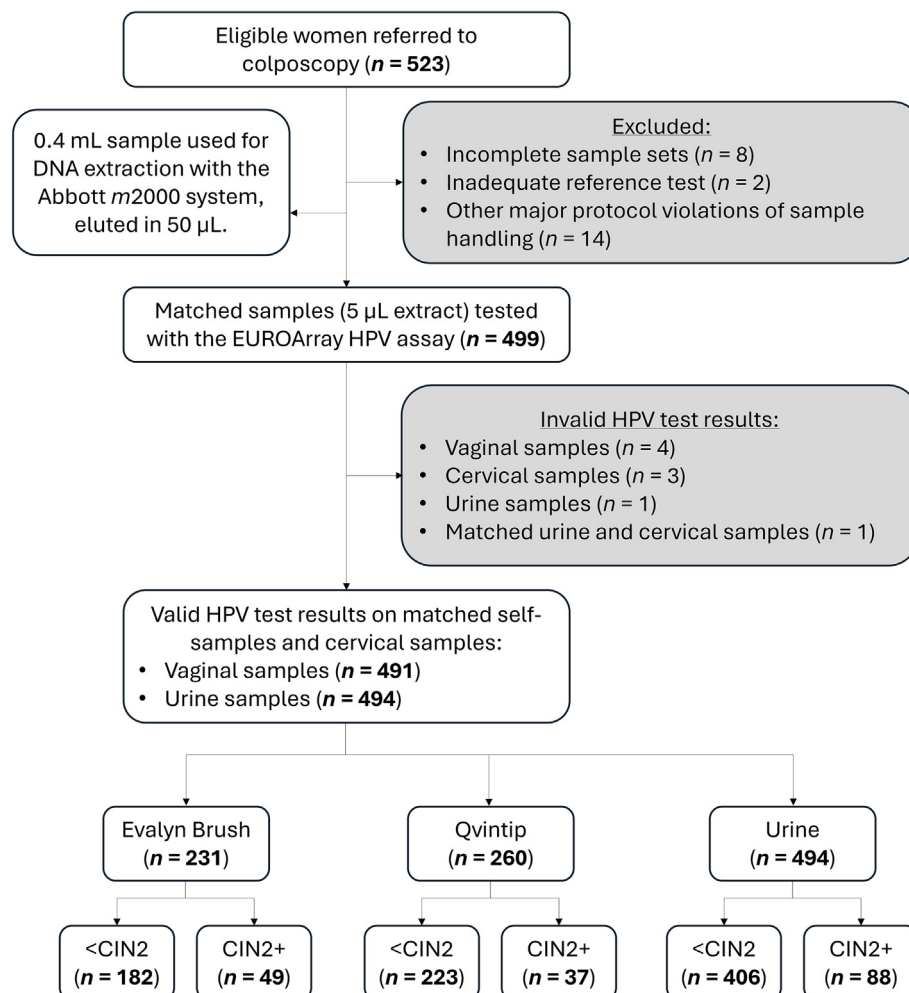 Eligible women referred to
colposcopy (n = 523)
0.4 mL sample used for
DNA extraction with the
Abbott m2000 system,
eluted in 50 µL.
Excluded:
• Incomplete sample sets (n = 8)
• Inadequate reference test (n = 2)
• Other major protocol violations of sample
handling (n = 14)
Matched samples (5 µL extract) tested
with the EUROArray HPV assay (n = 499)
Invalid HPV test results:
• Vaginal samples (n = 4)
• Cervical samples (n = 3)
• Urine samples (n = 1)
• Matched urine and cervical samples (n = 1)
Valid HPV test results on matched self-
samples and cervical samples:
• Vaginal samples (n = 491)
• Urine samples (n = 494)
Evalyn Brush
(n = 231)
Qvintip
(n = 260)
Urine
(n = 494)
<CIN2
(n = 182)
CIN2+
(n = 49)
<CIN2
(n = 223)
CIN2+
(n = 37)
<CIN2
(n = 406)
CIN2+
(n = 88)